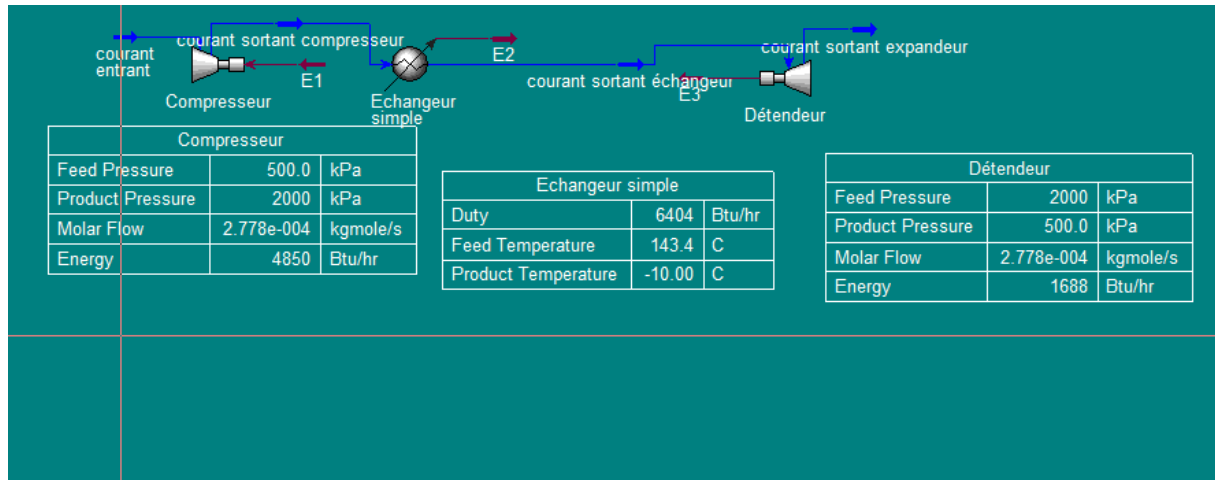 courant sortant compresseur
courant
entrant
E1
Compresseur
E2
Echangeur
simple
courant sortant échangeur
E3
courant sortant expandeur
Détendeur
Compresseur
Feed Pressure 500.0 kPa
Product Pressure 2000 kPa
Molar Flow 2.778e-004 kgmole/s
Energy 4850 Btu/hr
Echangeur simple
Duty 6404 Btu/hr
Feed Temperature 143.4 C
Product Temperature -10.00 C
Détendeur
Feed Pressure 2000 kPa
Product Pressure 500.0 kPa
Molar Flow 2.778e-004 kgmole/s
Energy 1688 Btu/hr